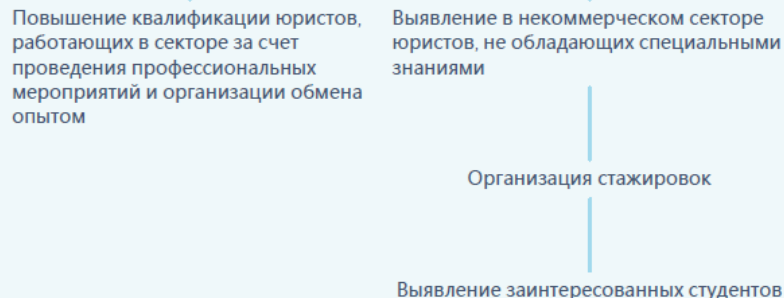 Повышение квалификации юристов,
работающих в секторе за счет
проведения профессиональных
мероприятий и организации обмена
опытом
Выявление в некоммерческом секторе
юристов, не обладающих специальными
знаниями
Организация стажировок
Выявление заинтересованных студентов